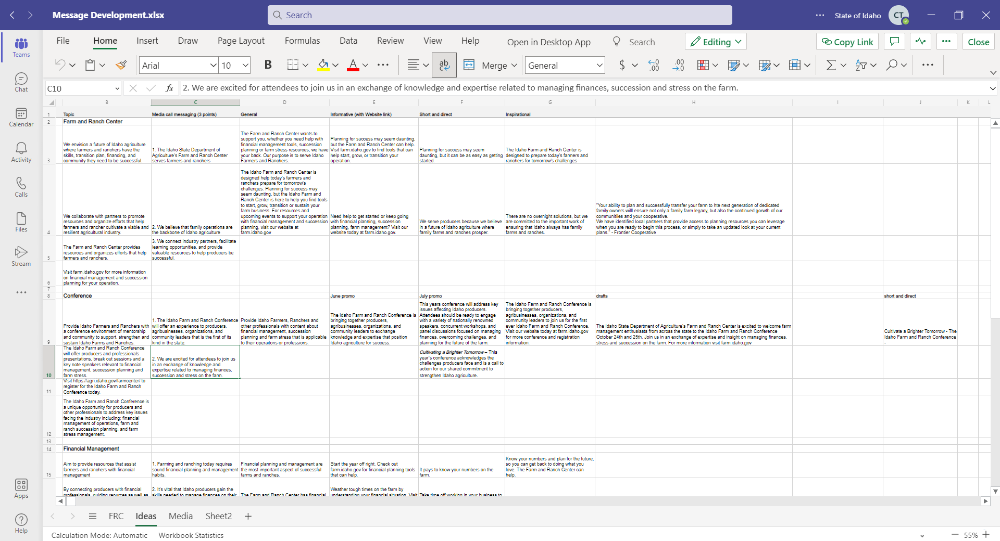 Message Development.xlsx
Search
State of Idaho
CT
Teams
Chat
Calendar
Activity
Calls
Files
Stream
Apps
Help
File Home Insert Draw Page Layout Formulas Data Review View Help Open in Desktop App Search Editing Copy Link Close
Arial 10 B A ab c Merge General $ .00 .00
C10 fx 2. We are excited for attendees to join us in an exchange of knowledge and expertise related to managing finances, succession and stress on the farm.
B C D E F G H I J K L
1 Topic Media call messaging (3 points) General Informative (with Website link) Short and direct Inspirational
2 Farm and Ranch Center
3
We envision a future of Idaho agriculture
where farmers and ranchers have the
skills, transition plan, financing, and
community they need to be successful.
1. The Idaho State Department of
Agriculture's Farm and Ranch Center
serves farmers and ranchers
The Farm and Ranch Center wants to
support you, whether you need help with
financial management tools, succession
planning or farm stress resources, we have
your back. Our purpose is to serve Idaho
Farmers and Ranchers.
Planning for success may seem daunting,
but the Farm and Ranch Center can help.
Visit farm.idaho.gov to find tools that can
help start, grow, or transition your
operation.
Planning for success may seem
daunting, but it can be as easy as getting
started.
The Idaho Farm and Ranch Center is
designed to prepare today's farmers and
ranchers for tomorrow's challenges
4
We collaborate with partners to promote
resources and organize efforts that help
farmers and rancher cultivate a viable and
resilient agricultural industry.
2. We believe that family operations are
the backbone of Idaho agriculture
The Idaho Farm and Ranch Center is
designed help today's farmers and
ranchers prepare for tomorrow's
challenges. Planning for success may
seem daunting, but the Idaho Farm and
Ranch Center is here to help you find tools
to start, grow, transition or sustain your
farm business. For resources and
upcoming events to support your operation
with financial management and succession
planning, visit our website at
farm.idaho.gov
Need help to get started or keep going
with financial planning, succession
planning, farm management? Visit our
website today at farm.idaho.gov.
We serve producers because we believe
in a future of Idaho agriculture where
family farms and ranches prosper.
There are no overnight solutions, but we
are committed to the important work of
ensuring that Idaho always has family
farms and ranches.
"Your ability to plan and successfully transfer your farm to hte next generation of dedicated
family owners will ensure not only a family farm legacy, but also the continued gorwth of our
communitiies and your cooperative.
We have identified local partners that provide access to planning resources you can leverage
when you are ready to begin this process, or simply to take an updated look at your current
plans." - Frontier Cooperative
5
The Farm and Ranch Center provides
resources and organizes efforts that help
farmers and ranchers.
3. We connect industry partners, facilitate
learning opportunities, and provide
valuable resources to help producers be
successful.
6
Visit farm.idaho.gov for more information
on financial management and succession
planning for your operation.
7
8 Conference June promo July promo drafts short and direct
9
Provide Idaho Farmers and Ranchers with
a conference environment of mentorship
and community to support, strengthen and
sustain Idaho Farms and Ranches.
1. The Idaho Farm and Ranch Conference
will offer an experience to producers,
agribusinesses, organizations, and
community leaders that is the first of its
kind in the state.
Provide Idaho Farmers, Ranchers and
other professionals with content about
financial management, succession
planning and farm stress that is applicable
to their operaitons or professions.
The Idaho Farm and Ranch Conference is
bringing together producers,
agribusinesses, organizations, and
community leaders to exchange
knowledge and expertise that position
Idaho agriculture for success.
This years conference will address key
issues affecting Idaho producers.
Attendees should be ready to engage
with a variety of nationally renowned
speakers, concurrent workshops, and
panel discussions focused on managing
finances, overcoming challenges, and
planning for the future of the farm.
The Idaho Farm and Ranch Conference is
bringing together producers,
agribusinesses, organizations, and
community leaders to join us for the first
ever Idaho Farm and Ranch Conference.
Visit our website today at farm.idaho.gov
for more conference and registration
information.
The Idaho State Department of Agriculture's Farm and Ranch Center is excited to welcome farm
management enthusiasts from across the state to the Idaho Farm and Ranch Conference
October 24th and 25th. Join us in an exchange of expertise and insight on managing finances,
stress and succession on the farm. For more information visit farm.idaho.gov
Cultivate a Brighter Tomorrow - The
Idaho Farm and Ranch Conference
-
10
The Idaho Farm and Ranch Conference
will offer producers and professionals
presentations, break out sessions and a
key note speakers relevant to financial
management, succession planning and
farm stress.
2. We are excited for attendees to join us
in an exchange of knowledge and
expertise related to managing finances,
succession and stress on the farm.
Cultivating a Brighter Tomorrow – This
year's conference acknowledges the
challenges producers face and is a call to
action for our shared commitment to
strengthen Idaho agriculture.
11
Visit https://agri.idaho.gov/farmcenter/ to
register for the Idaho Farm and Ranch
Conference today.
12
The Idaho Farm and Ranch Conference is
a unique opportunity for producers and
other professionals to address key issues
facing the industry including; financial
management of operations, farm and
ranch succession planning, and farm
stress management.
13
14 Financial Management
15
Aim to provide resources that assist
farmers and ranchers with financial
management
1. Farming and ranching today requires
sound financial planning and management
habits.
Financial planning and management are
the most important aspect of successful
farms and ranches.
Start the year off right. Check out
farm.idaho.gov for financial planning tools
that can help.
It pays to know your numbers on the
farm.
Know your numbers and plan for the future,
so you can get back to doing what you
love. The Farm and Ranch Center can
help.
By connecting producers with financial
professionals, guiding resources as well as
2. It's vital that Idaho producers gain the
skills needed to manage finances on their
The Farm and Ranch Center has financial
Weather tough times on the farm by
understanding your financial situation. Visit
Take time off working in your business to
FRC Ideas Media Sheet2
Calculation Mode: Automatic Workbook Statistics 55%